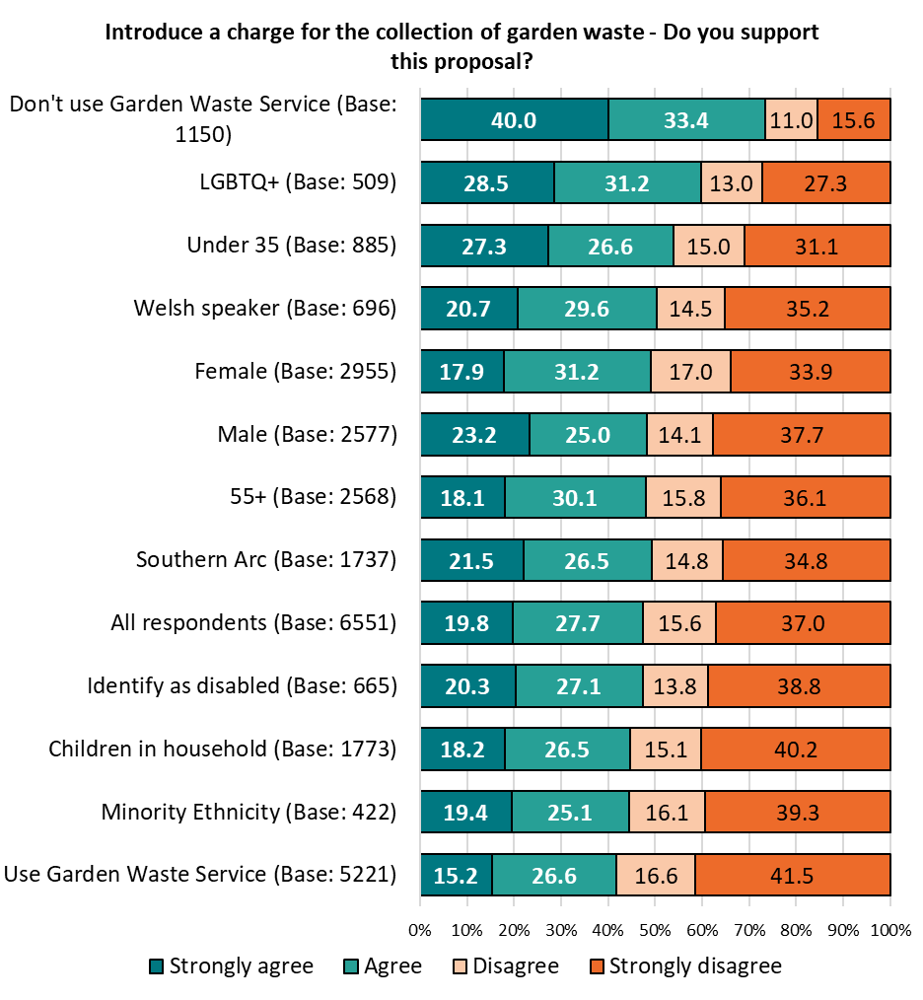 Introduce a charge for the collection of garden waste - Do you support
this proposal?
Don't use Garden Waste Service (Base:
1150)
40.0 33.4 11.0 15.6
LGBTQ+ (Base: 509) 28.5 31.2 13.0 27.3
Under 35 (Base: 885) 27.3 26.6 15.0 31.1
Welsh speaker (Base: 696) 20.7 29.6 14.5 35.2
Female (Base: 2955) 17.9 31.2 17.0 33.9
Male (Base: 2577) 23.2 25.0 14.1 37.7
55+ (Base: 2568) 18.1 30.1 15.8 36.1
Southern Arc (Base: 1737) 21.5 26.5 14.8 34.8
All respondents (Base: 6551) 19.8 27.7 15.6 37.0
Identify as disabled (Base: 665) 20.3 27.1 13.8 38.8
Children in household (Base: 1773) 18.2 26.5 15.1 40.2
Minority Ethnicity (Base: 422) 19.4 25.1 16.1 39.3
Use Garden Waste Service (Base: 5221) 15.2 26.6 16.6 41.5
0% 10% 20% 30% 40% 50% 60% 70% 80% 90% 100%
Strongly agree Agree Disagree Strongly disagree